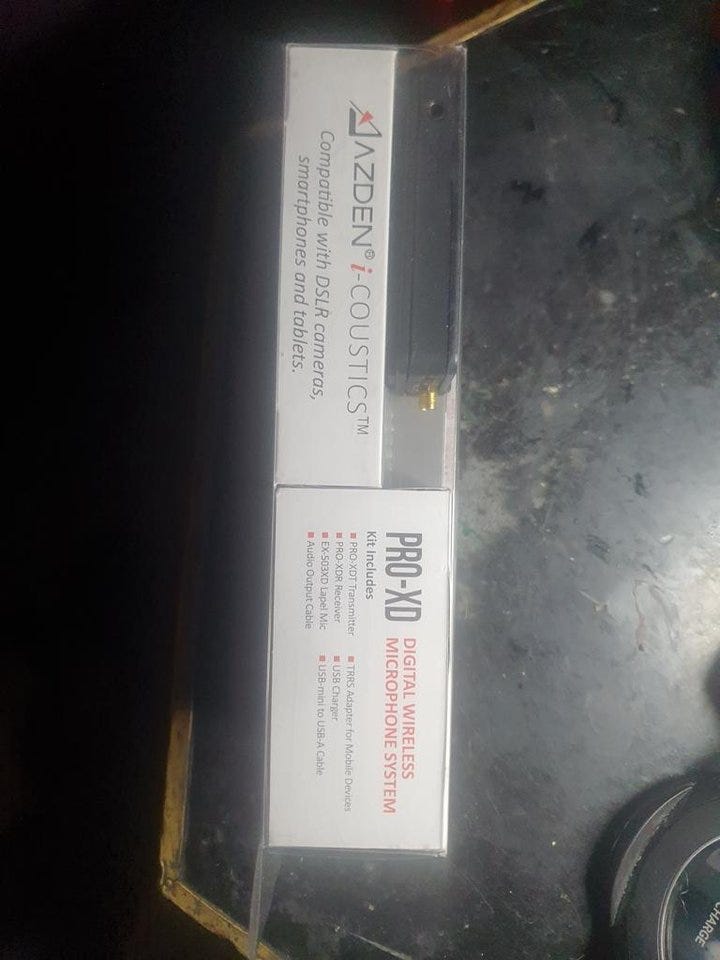 AZDEN® i-COUSTICS™
Compatible with DSLR cameras,
smartphones and tablets.
PRO-XD DIGITAL WIRELESS
MICROPHONE SYSTEM
Kit Includes
PRO-XDT Transmitter
PRO-XDR Receiver
EX-503XD Lapel Mic
Audio Output Cable
TRRS Adapter for Mobile Devices
USB Charger
USB-mini to USB-A Cable
CHARGE